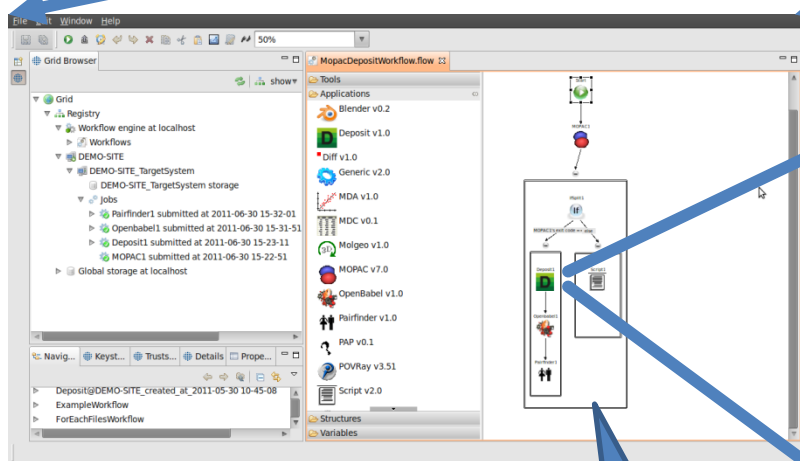 File Edit Window Help
50%
Grid Browser
MopacDepositWorkflow.flow
show
Grid
Registry
Workflow engine at localhost
Workflows
DEMO-SITE
DEMO-SITE_TargetSystem
DEMO-SITE_TargetSystem storage
Jobs
Pairfinder1 submitted at 2011-06-30 15-32-01
Openbabel1 submitted at 2011-06-30 15-31-51
Deposit1 submitted at 2011-06-30 15-23-11
MOPAC1 submitted at 2011-06-30 15-22-51
Global storage at localhost
Navig... Keyst... Trusts... Details Prope...
Deposit@DEMO-SITE_created_at_2011-05-30 10-45-08
ExampleWorkflow
ForEachFilesWorkflow
Tools
Applications
Blender v0.2
D Deposit v1.0
Diff v1.0
Generic v2.0
MDA v1.0
MDC v0.1
3D Molgeo v1.0
MOPAC v7.0
OpenBabel v1.0
Pairfinder v1.0
PAP v0.1
POVRay v3.51
Script v2.0
Structures
Variables
Start
MOPAC1
If
Deposit1
Script1
D
Openbabel1
Pairfinder1